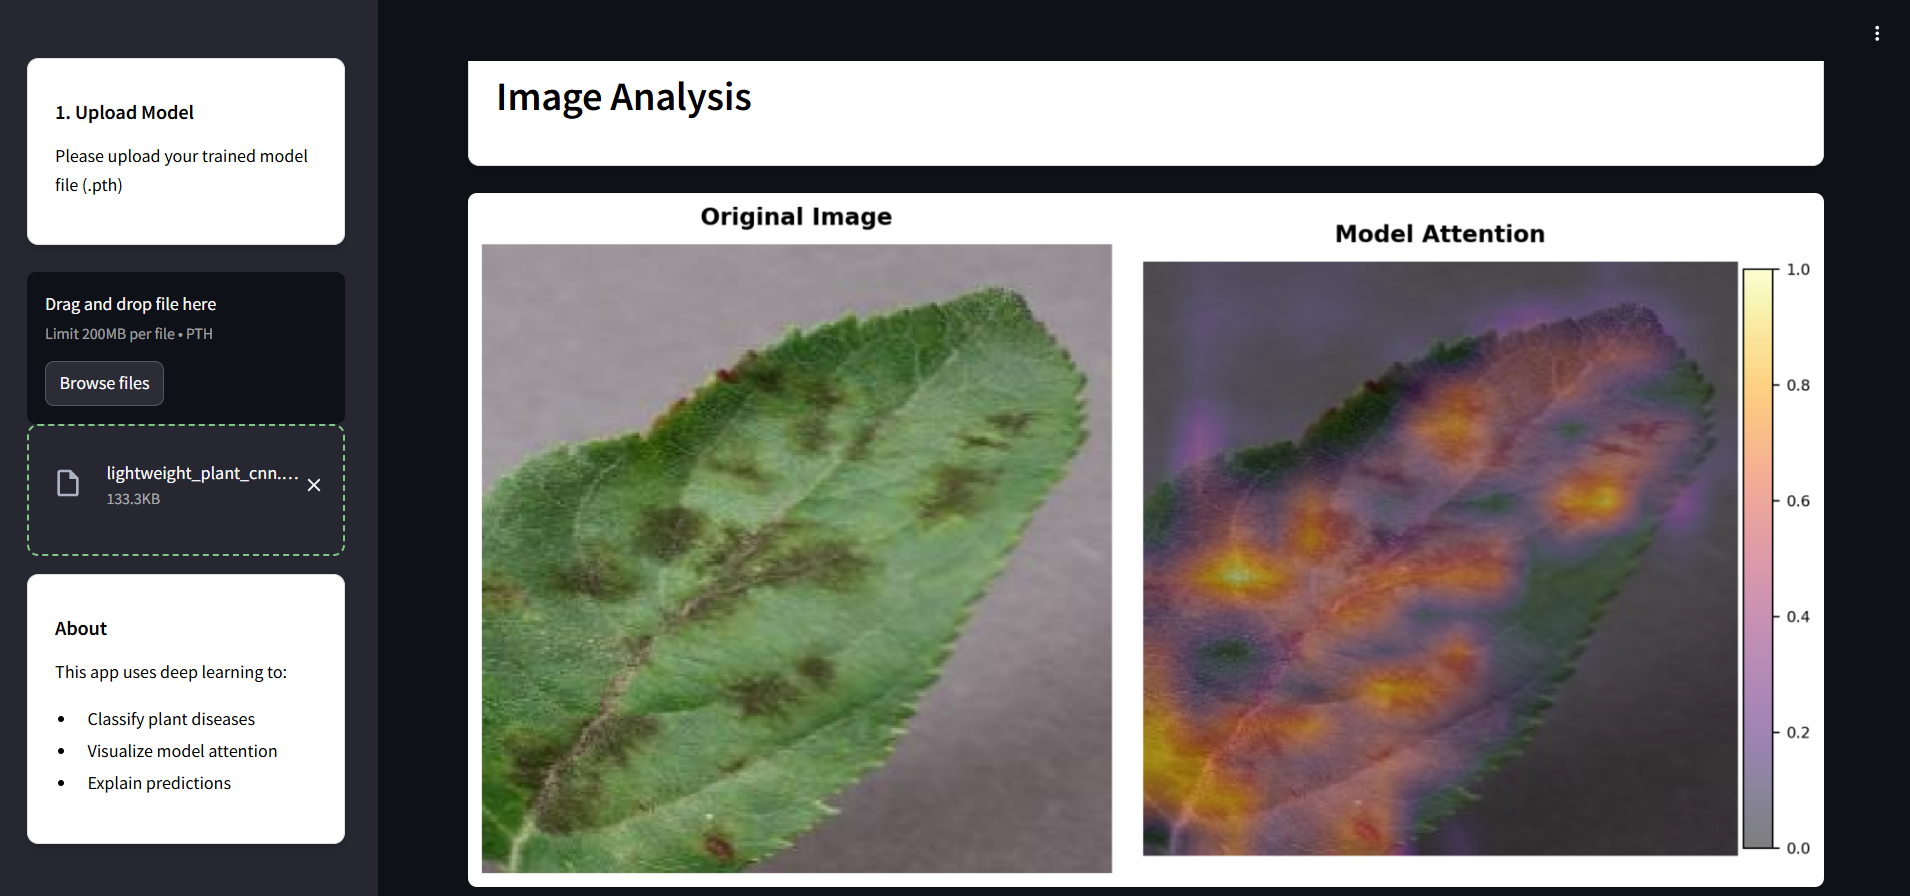 1. Upload Model
Please upload your trained model
file (.pth)
Drag and drop file here
Limit 200MB per file • PTH
Browse files
lightweight_plant_cnn....
133.3KB
About
This app uses deep learning to:
Classify plant diseases
Visualize model attention
Explain predictions
Image Analysis
Original Image
Model Attention
1.0
0.8
0.6
0.4
0.2
0.0